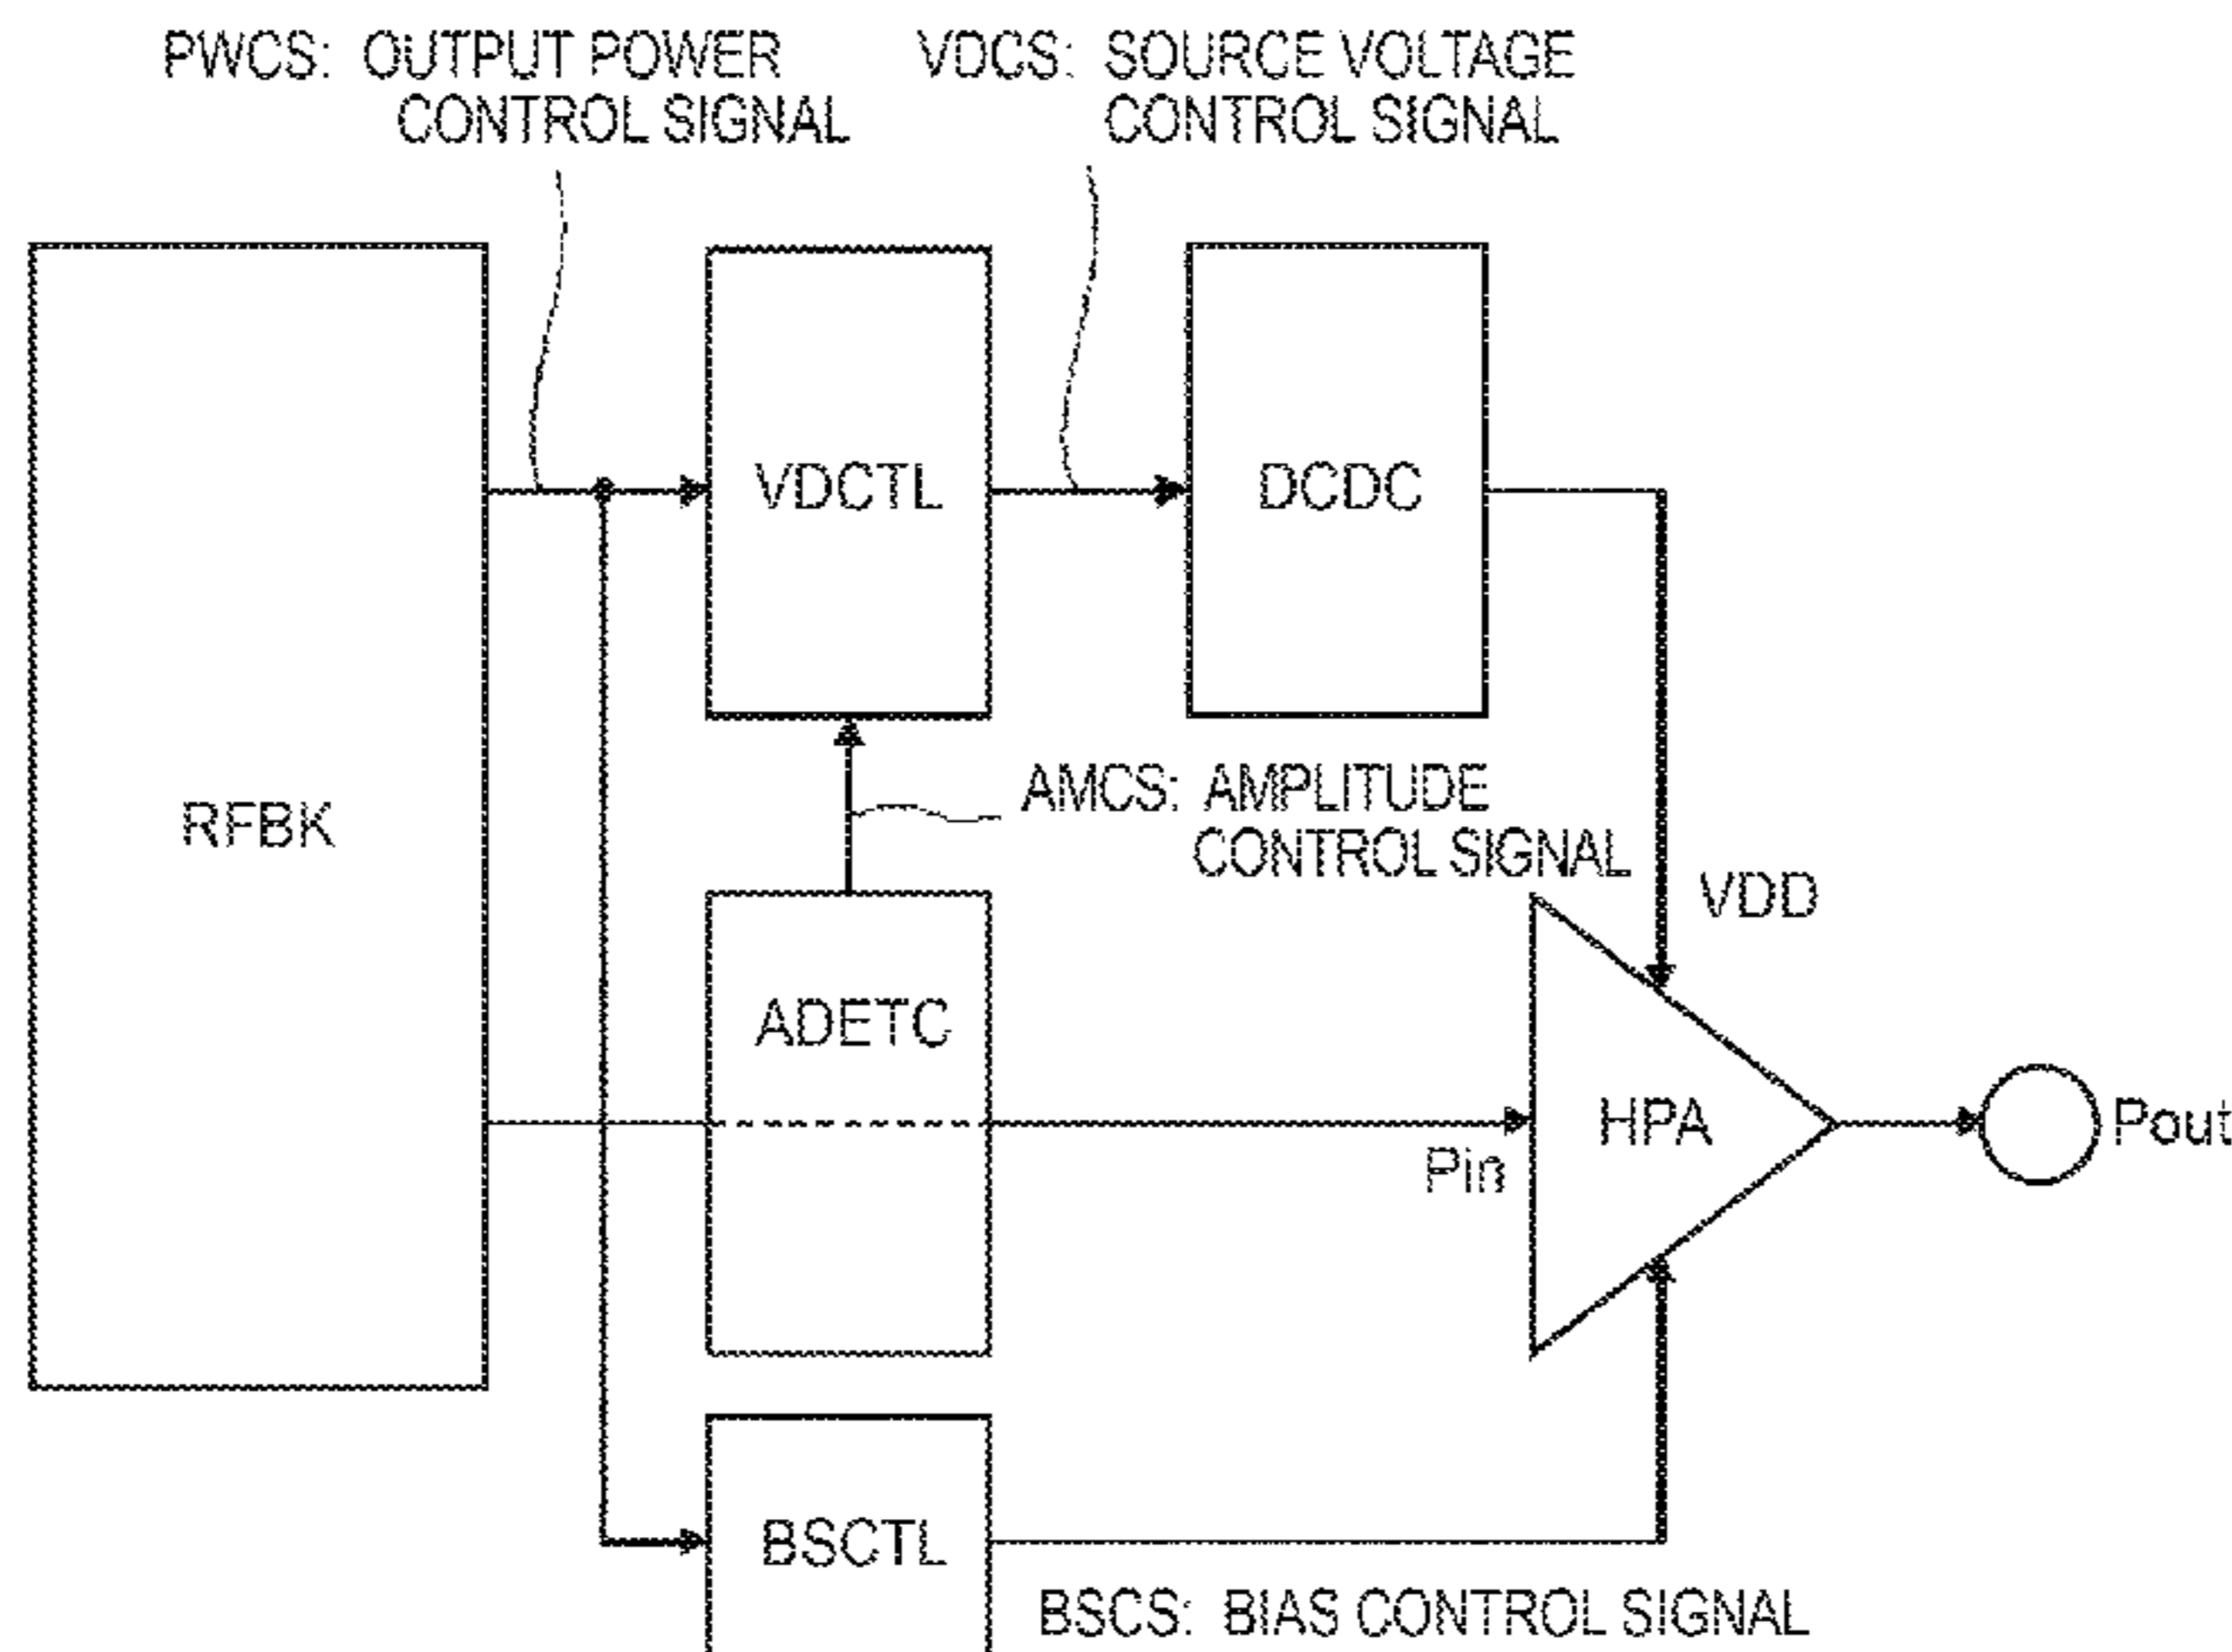 PWCS: OUTPUT POWER
CONTROL SIGNAL
VDCS: SOURCE VOLTAGE
CONTROL SIGNAL
VDCTL
DCDC
RFBK
AMCS: AMPLITUDE
CONTROL SIGNAL
VDD
ADETC
HPA
Pin
Pout
BSCTL
BSCS: BIAS CONTROL SIGNAL